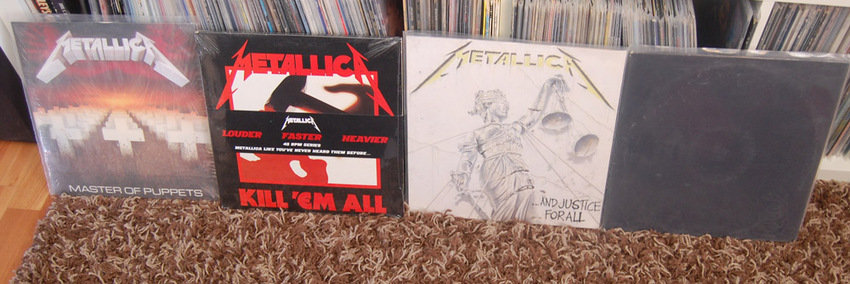 METALLICA
MASTER OF PUPPETS
METALLICA
METALLICA
LOUDER FASTER HEAVIER
45 RPM SERIES
METALLICA LIKE YOU'VE NEVER HEARD THEM BEFORE...
KILL 'EM ALL
METALLICA
...AND JUSTICE
FOR ALL